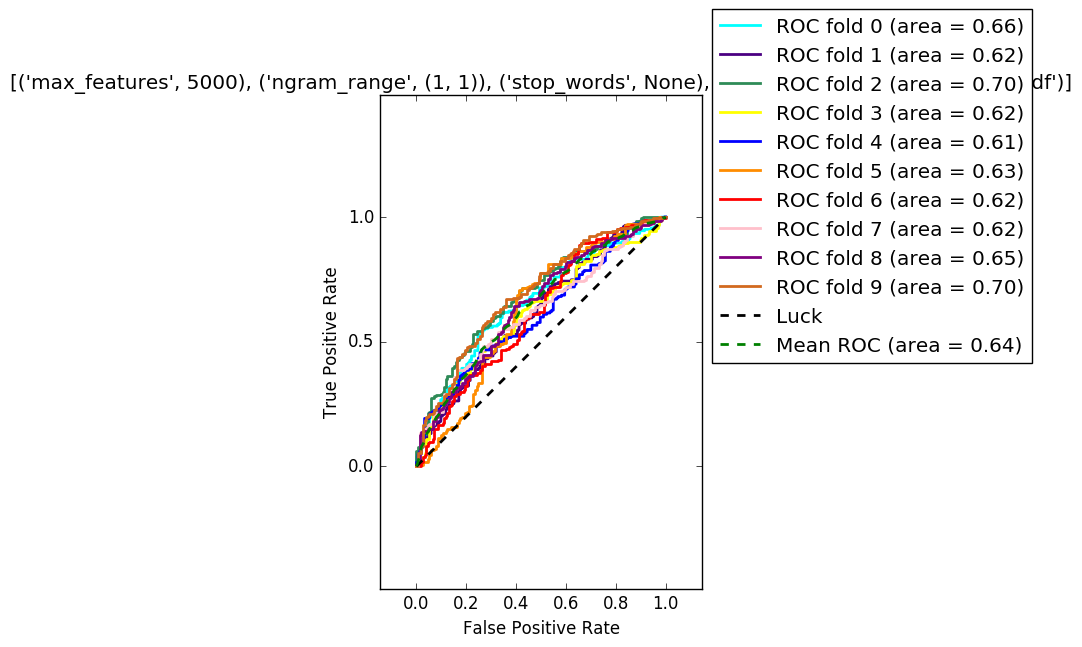 [('max_features', 5000), ('ngram_range', (1, 1)), ('stop_words', None), df')]
ROC fold 0 (area = 0.66)
ROC fold 1 (area = 0.62)
ROC fold 2 (area = 0.70)
ROC fold 3 (area = 0.62)
ROC fold 4 (area = 0.61)
ROC fold 5 (area = 0.63)
ROC fold 6 (area = 0.62)
ROC fold 7 (area = 0.62)
ROC fold 8 (area = 0.65)
ROC fold 9 (area = 0.70)
Luck
Mean ROC (area = 0.64)
True Positive Rate
1.0
0.5
0.0
0.0 0.2 0.4 0.6 0.8 1.0
False Positive Rate